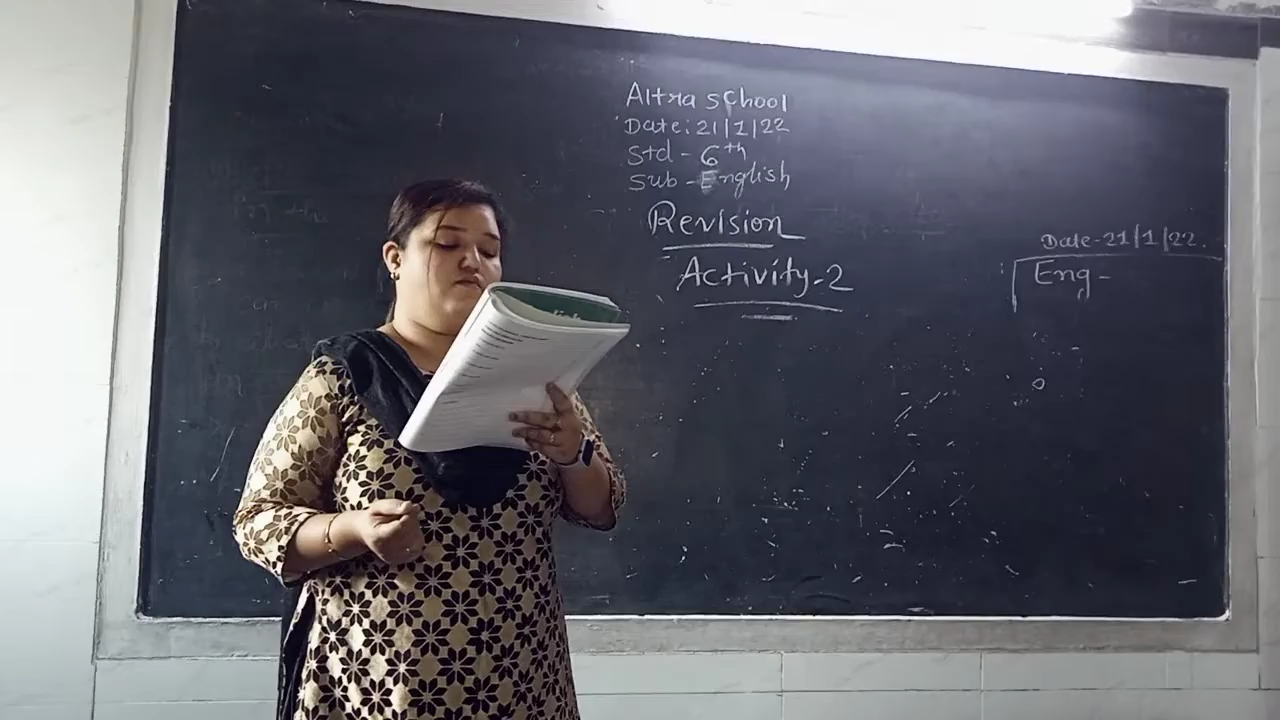 Altra school
Date: 21/1/22
Std - 6th
Sub - English
Revision
Activity-2
Date-21/1/22.
Eng -